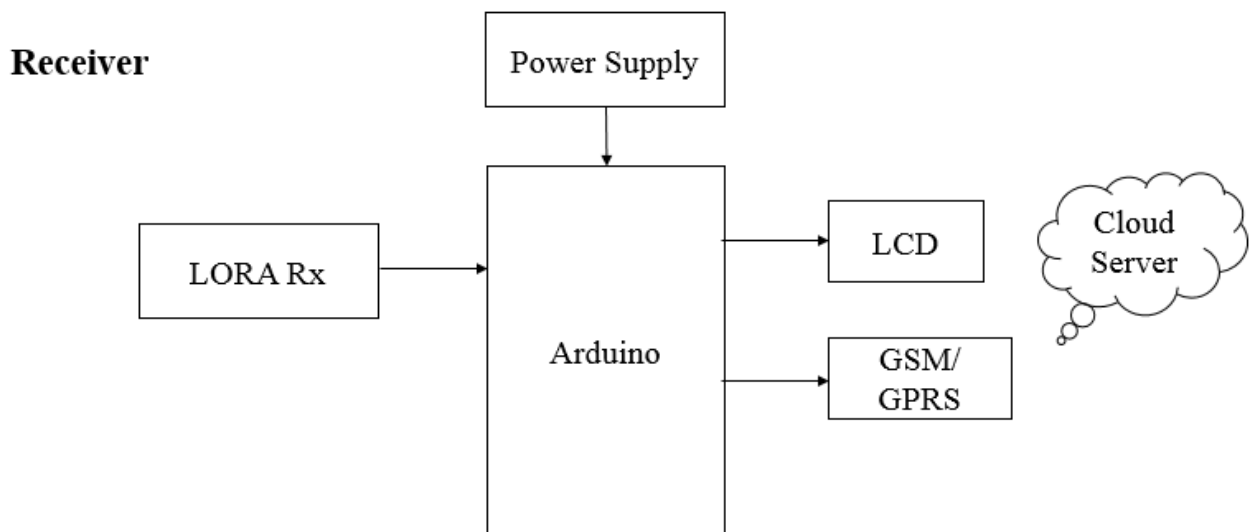 Receiver
Power Supply
LORA Rx
Arduino
LCD
GSM/
GPRS
Cloud
Server